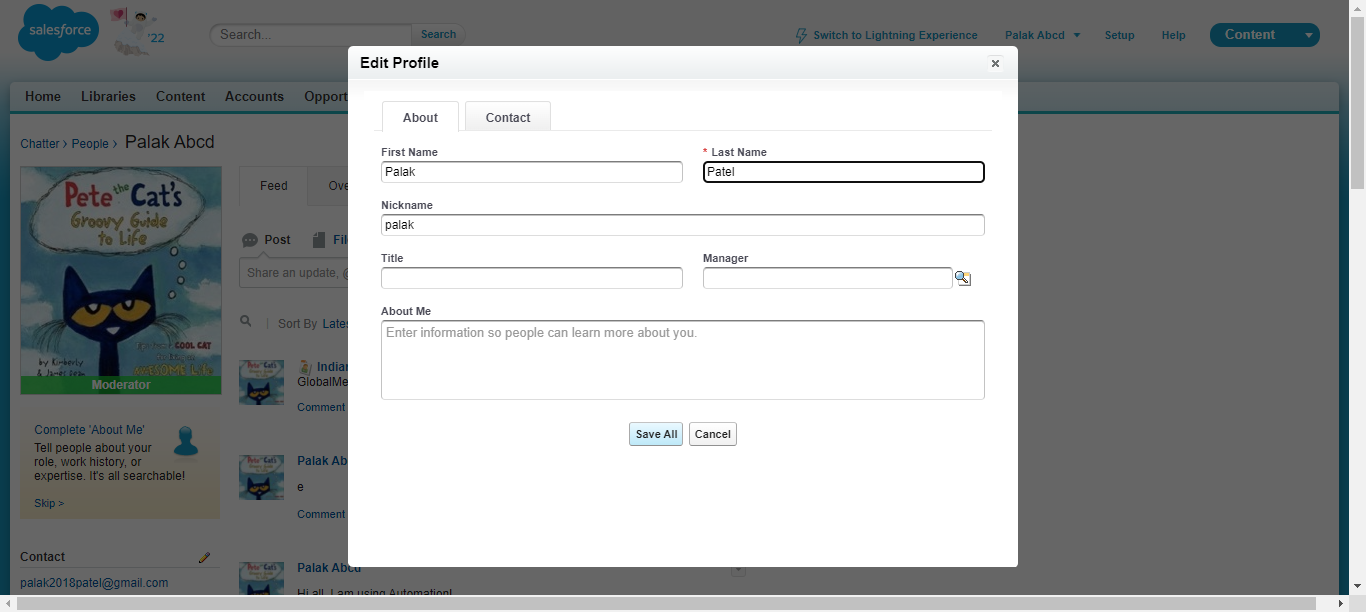 salesforce
'22
Search...
Search
Switch to Lightning Experience
Palak Abcd
Setup
Help
Content
Home
Libraries
Content
Accounts
Opport
Chatter › People › Palak Abcd
Edit Profile
About
Contact
First Name
* Last Name
Palak
Patel
Nickname
palak
Title
Manager
About Me
Enter information so people can learn more about you.
Save All
Cancel
Pete the Cat's
Groovy Guide
to Life
COOL CAT
AWESOME Life
by Kimberly
& James Dean
Moderator
Complete 'About Me'
Tell people about your
role, work history, or
expertise. It's all searchable!
Skip >
Contact
palak2018patel@gmail.com
Feed
Ove
Post
Fil
Share an update, @
Sort By Lates
Indian
GlobalMe
Comment
Palak Ab
e
Comment
Palak Abcd
Hi all, I am using Automation!